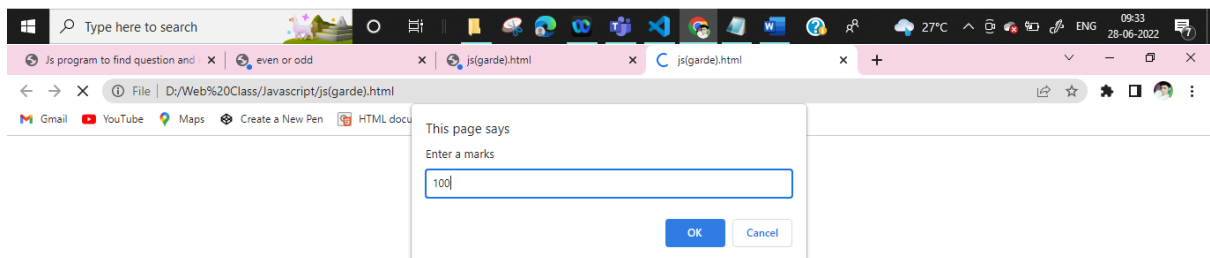 Type here to search
27°C
ENG
09:33
28-06-2022
7
Js program to find question and
even or odd
js(garde).html
js(garde).html
File | D:/Web%20Class/Javascript/js(garde).html
Gmail YouTube Maps Create a New Pen HTML docu
This page says
Enter a marks
100
OK Cancel